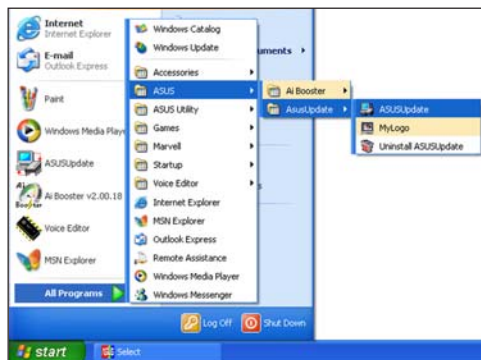 Internet
Internet Explorer
E-mail
Outlook Express
Paint
Windows Media Playe
ASUSUpdate
Ai Booster v2.00.18
Voice Editor
MSN Explorer
All Programs
Windows Catalog
Windows Update
Accessories
ASUS
ASUS Utility
Games
Marvell
Startup
Voice Editor
Internet Explorer
MSN Explorer
Outlook Express
Remote Assistance
Windows Media Player
Windows Messenger
uments
s
Ai Booster
AsusUpdate
ASUSUpdate
MyLogo
Uninstall ASUSUpdate
Log Off
Shut Down
start
Select